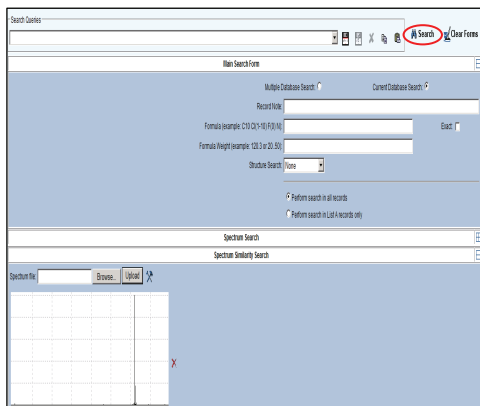 Search Queries
Search
Clear Forms
Main Search Form
Multiple Database Search:
Current Database Search:
Record Note:
Formula (example: C10 Cl(1-10) F(0) N):
Exact:
Formula Weight (example: 120.3 or 20..50):
Structure Search: None
Perform search in all records
Perform search in List A records only
Spectrum Search
Spectrum Similarity Search
Spectrum file: Browse... Upload